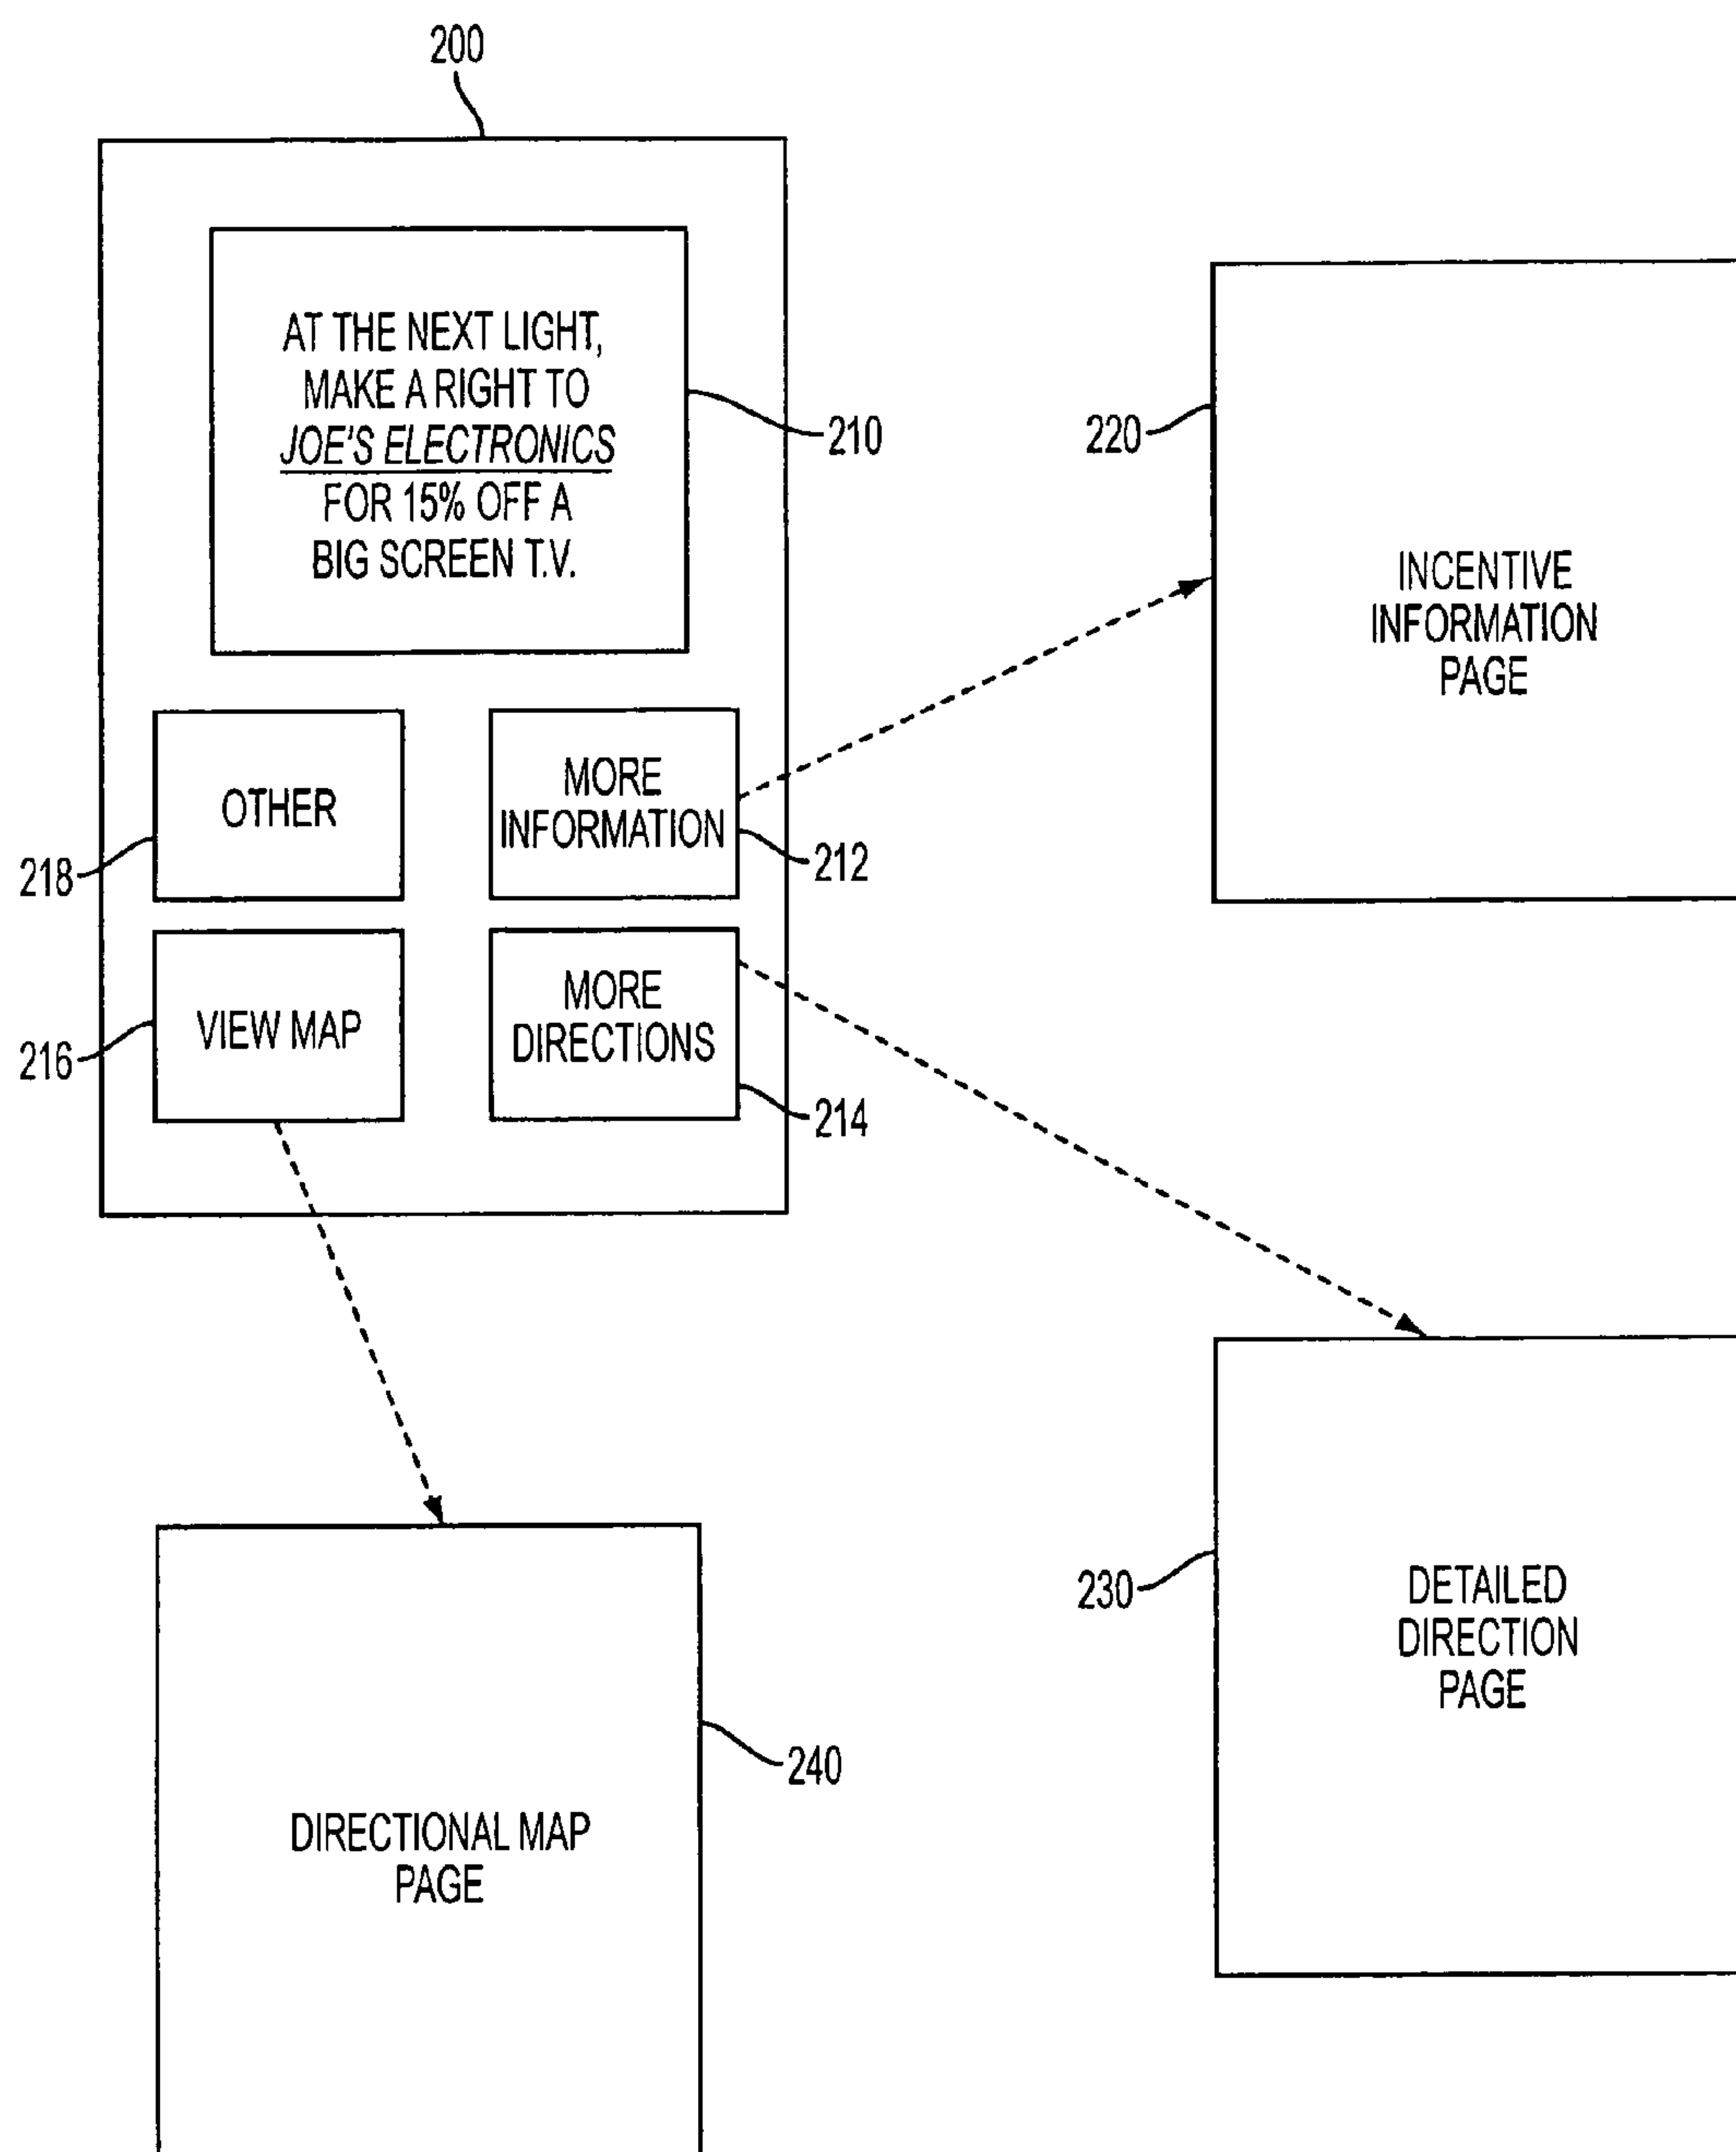 200
AT THE NEXT LIGHT,
MAKE A RIGHT TO
JOE'S ELECTRONICS
FOR 15% OFF A
BIG SCREEN T.V.
210
220
INCENTIVE
INFORMATION
PAGE
OTHER
218
MORE
INFORMATION
212
VIEW MAP
216
MORE
DIRECTIONS
214
230
DETAILED
DIRECTION
PAGE
240
DIRECTIONAL MAP
PAGE